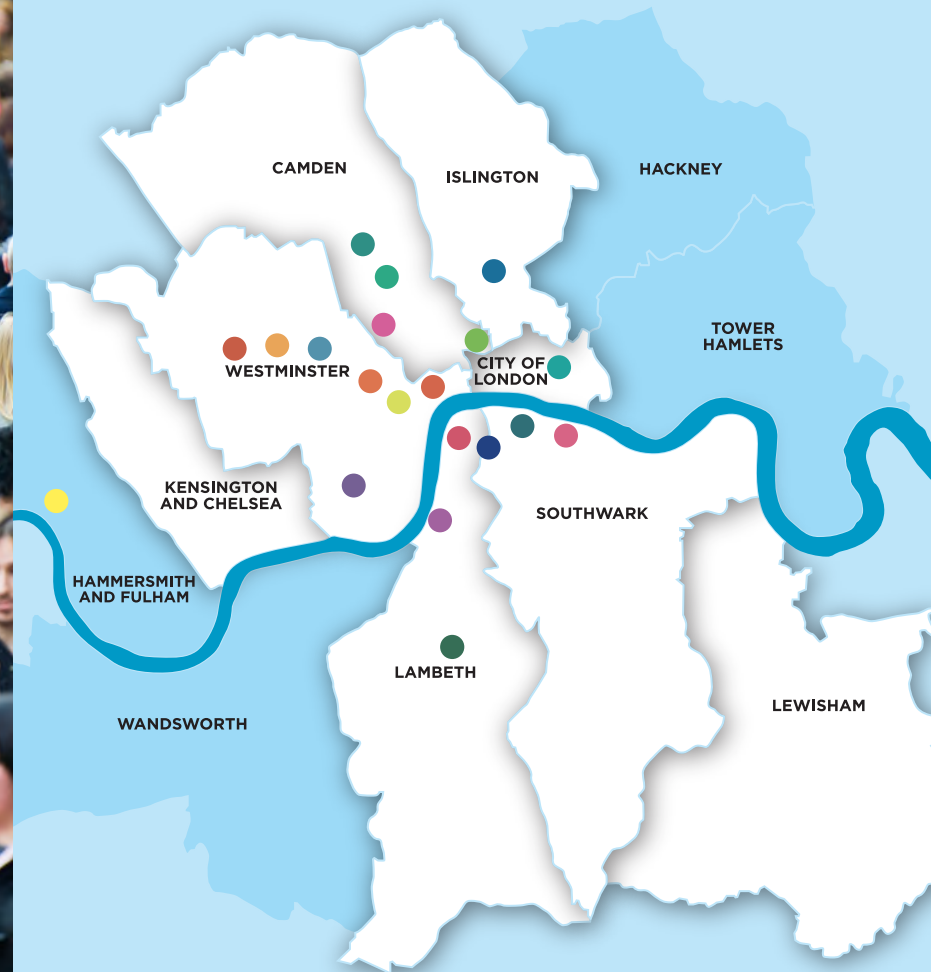 CAMDEN
ISLINGTON
HACKNEY
TOWER
HAMLETS
WESTMINSTER
CITY OF
LONDON
KENSINGTON
AND CHELSEA
SOUTHWARK
HAMMERSMITH
AND FULHAM
LAMBETH
LEWISHAM
WANDSWORTH